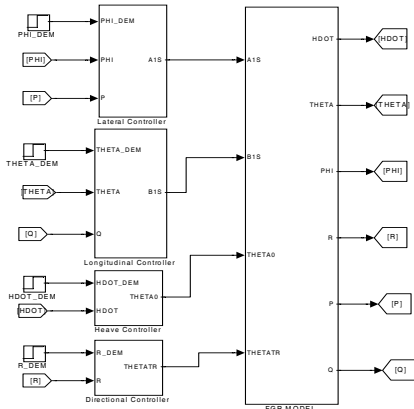 PHI_DEM
PHI_DEM
[PHI]
PHI
A1S
[P]
P
Lateral Controller
THETA_DEM
THETA_DEM
[THETA]
THETA
B1S
[Q]
Q
Longitudinal Controller
HDOT_DEM
HDOT_DEM
THETA0
[HDOT]
HDOT
Heave Controller
R_DEM
R_DEM
THETATR
[R]
R
Directional Controller
A1S
B1S
THETA0
THETATR
HDOT
[HDOT]
THETA
[THETA]
PHI
[PHI]
R
[R]
P
[P]
Q
[Q]